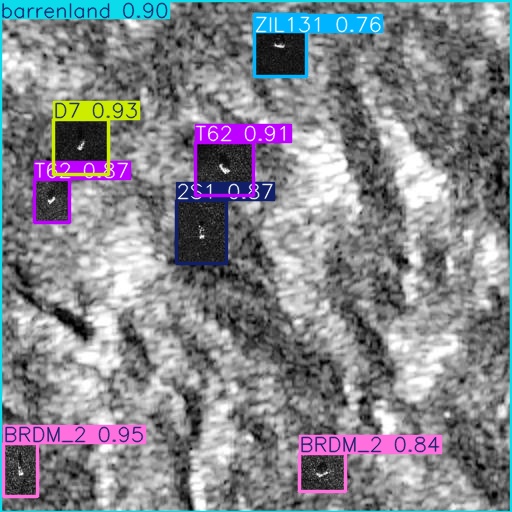 barrenland 0.90
ZIL131 0.76
D7 0.93
T62 0.91
T62 0.87
2S1 0.87
BRDM_2 0.95
BRDM_2 0.84